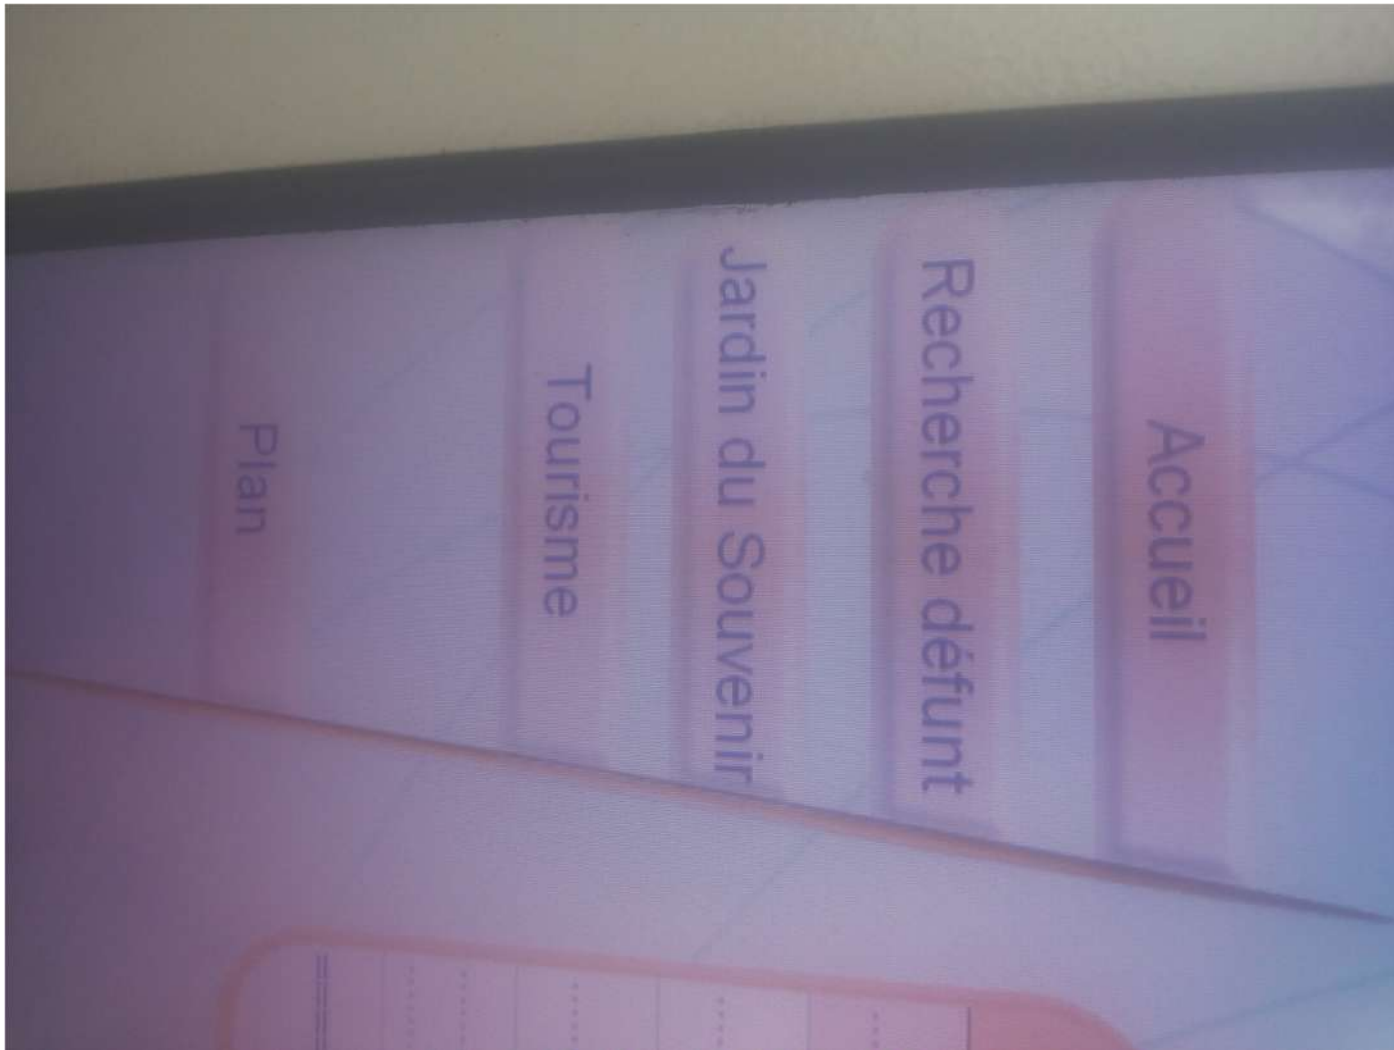 Accueil
Recherche défunt
Jardin du Souvenir
Tourisme
Plan